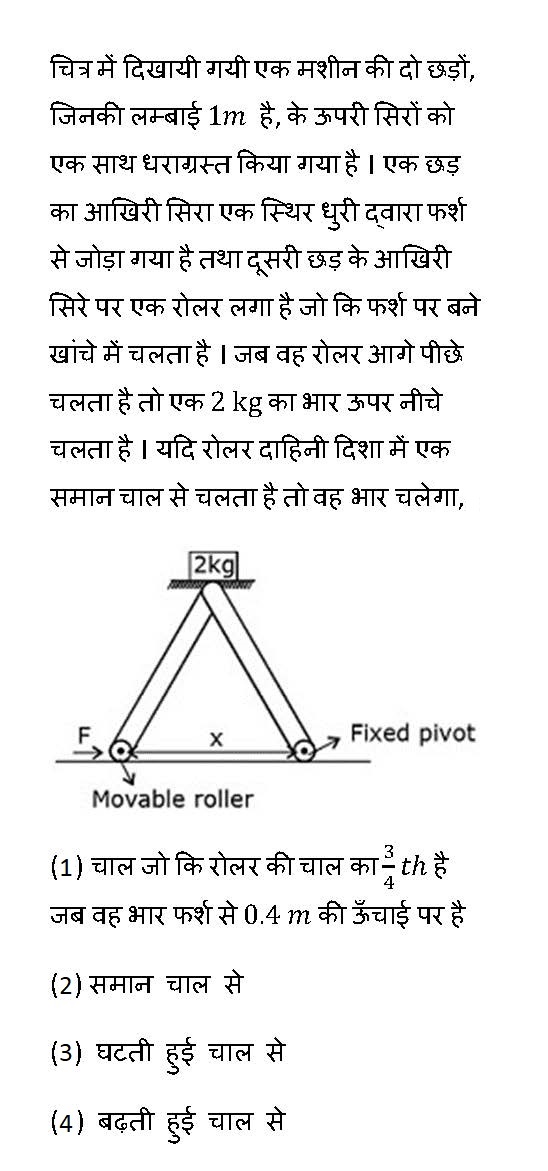 चित्र में दिखायी गयी एक मशीन की दो छड़ों,
जिनकी लम्बाई 1m है, के ऊपरी सिरों को
एक साथ धराग्रस्त किया गया है । एक छड़
का आखिरी सिरा एक स्थिर धुरी द्वारा फर्श
से जोड़ा गया है तथा दूसरी छड़ के आखिरी
सिरे पर एक रोलर लगा है जो कि फर्श पर बने
खांचे में चलता है । जब वह रोलर आगे पीछे
चलता है तो एक 2 kg का भार ऊपर नीचे
चलता है । यदि रोलर दाहिनी दिशा में एक
समान चाल से चलता है तो वह भार चलेगा,
2kg
F
x
Fixed pivot
Movable roller
(1) चाल जो कि रोलर की चाल का 3/4 th है
जब वह भार फर्श से 0.4 m की ऊँचाई पर है
(2) समान चाल से
(3) घटती हुई चाल से
(4) बढ़ती हुई चाल से